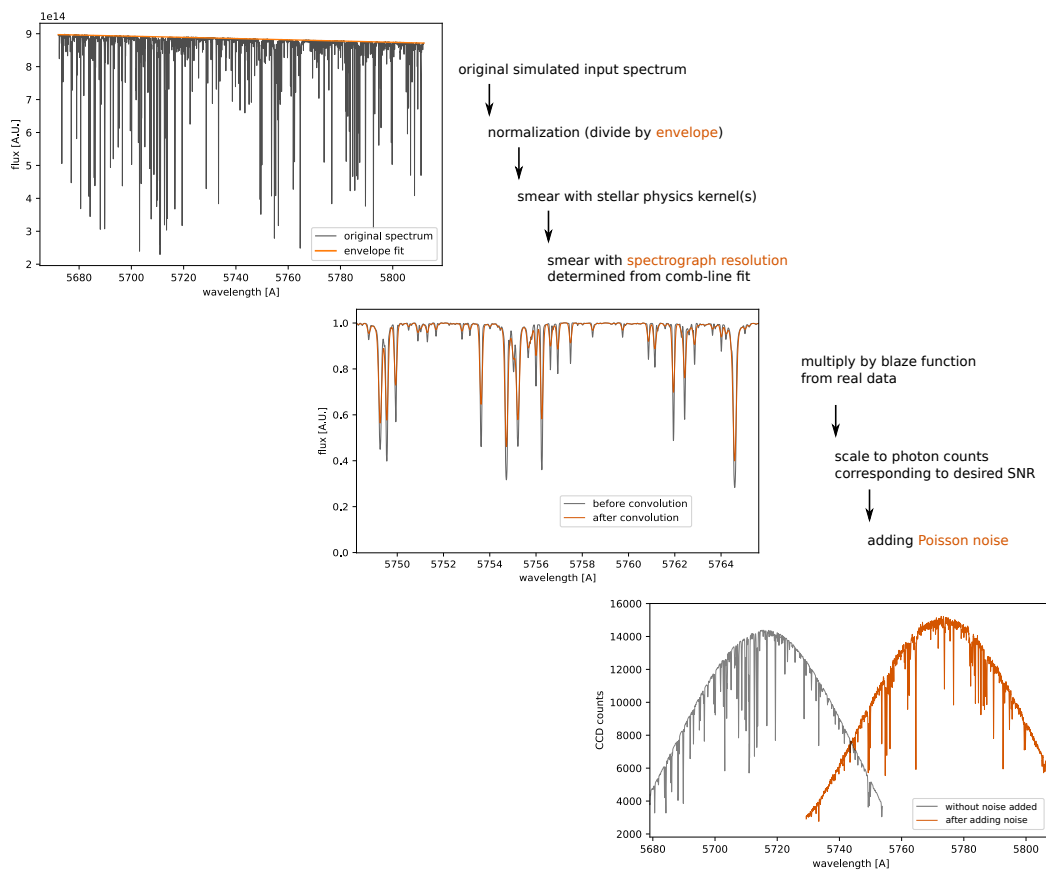 1e14
9
8
7
6
5
4
3
2
flux [A.U.]
original spectrum
envelope fit
5680 5700 5720 5740 5760 5780 5800
wavelength [A]
original simulated input spectrum
normalization (divide by envelope)
smear with stellar physics kernel(s)
smear with spectrograph resolution
determined from comb-line fit
1.0
0.8
0.6
0.4
0.2
0.0
flux [A.U.]
before convolution
after convolution
5750 5752 5754 5756 5758 5760 5762 5764
wavelength [A]
multiply by blaze function
from real data
scale to photon counts
corresponding to desired SNR
adding Poisson noise
16000
14000
12000
10000
8000
6000
4000
2000
CCD counts
without noise added
after adding noise
5680 5700 5720 5740 5760 5780 5800
wavelength [A]